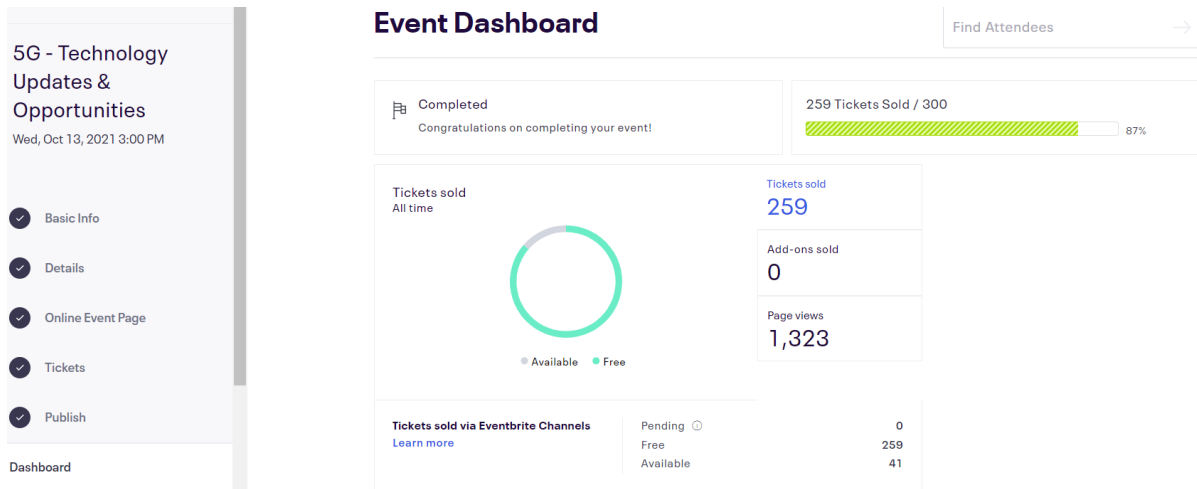 5G - Technology
Updates &
Opportunities
Wed, Oct 13, 2021 3:00 PM
Basic Info
Details
Online Event Page
Tickets
Publish
Dashboard
Event Dashboard
Find Attendees
Completed
Congratulations on completing your event!
259 Tickets Sold / 300
87%
Tickets sold
All time
Available Free
Tickets sold
259
Add-ons sold
0
Page views
1,323
Tickets sold via Eventbrite Channels
Learn more
Pending 0
Free 259
Available 41